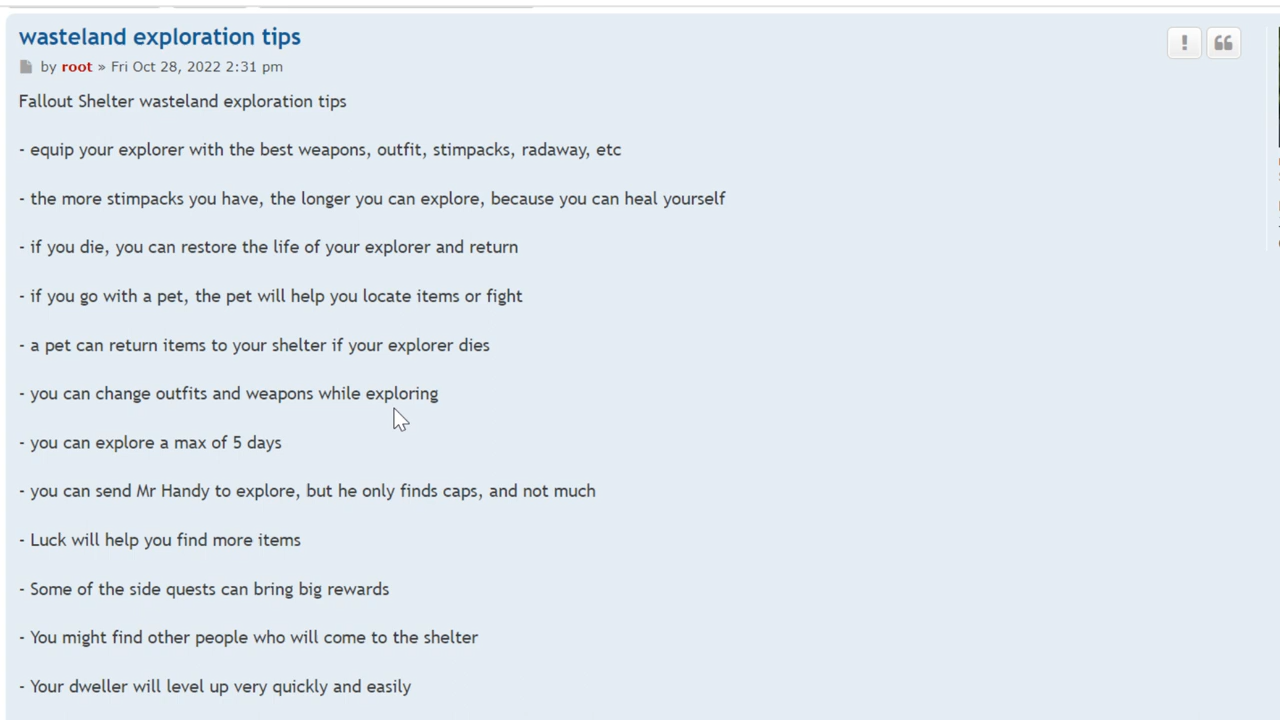 wasteland exploration tips
by root » Fri Oct 28, 2022 2:31 pm
Fallout Shelter wasteland exploration tips
- equip your explorer with the best weapons, outfit, stimpacks, radaway, etc
- the more stimpacks you have, the longer you can explore, because you can heal yourself
- if you die, you can restore the life of your explorer and return
- if you go with a pet, the pet will help you locate items or fight
- a pet can return items to your shelter if your explorer dies
- you can change outfits and weapons while exploring
- you can explore a max of 5 days
- you can send Mr Handy to explore, but he only finds caps, and not much
- Luck will help you find more items
- Some of the side quests can bring big rewards
- You might find other people who will come to the shelter
- Your dweller will level up very quickly and easily